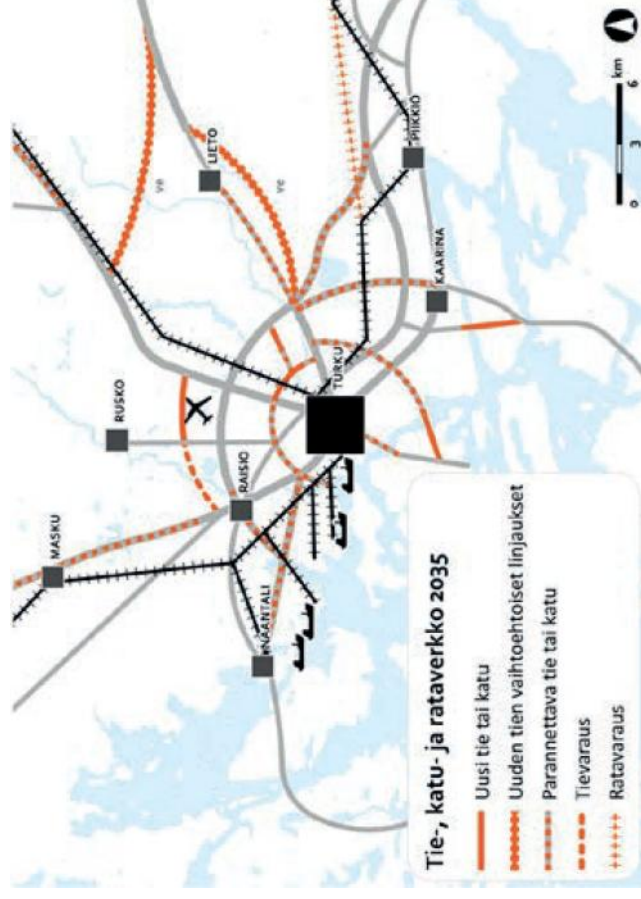 MASKU
RUSKO
LIETO
ve
ve
RAISIO
NAANTALI
TURKU
PIIKKIÖ
KAARINA
Tie-, katu- ja rataverkko 2035
Uusi tie tai katu
Uuden tien vaihtoehtoiset linjaukset
Parannettava tie tai katu
Tievaraus
Ratavaraus
0 3 6 km